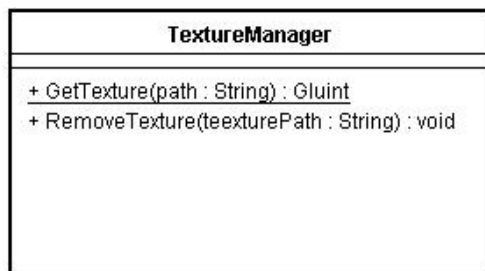 TextureManager
+ GetTexture(path : String) : Gluint
+ RemoveTexture(teexturePath : String) : void